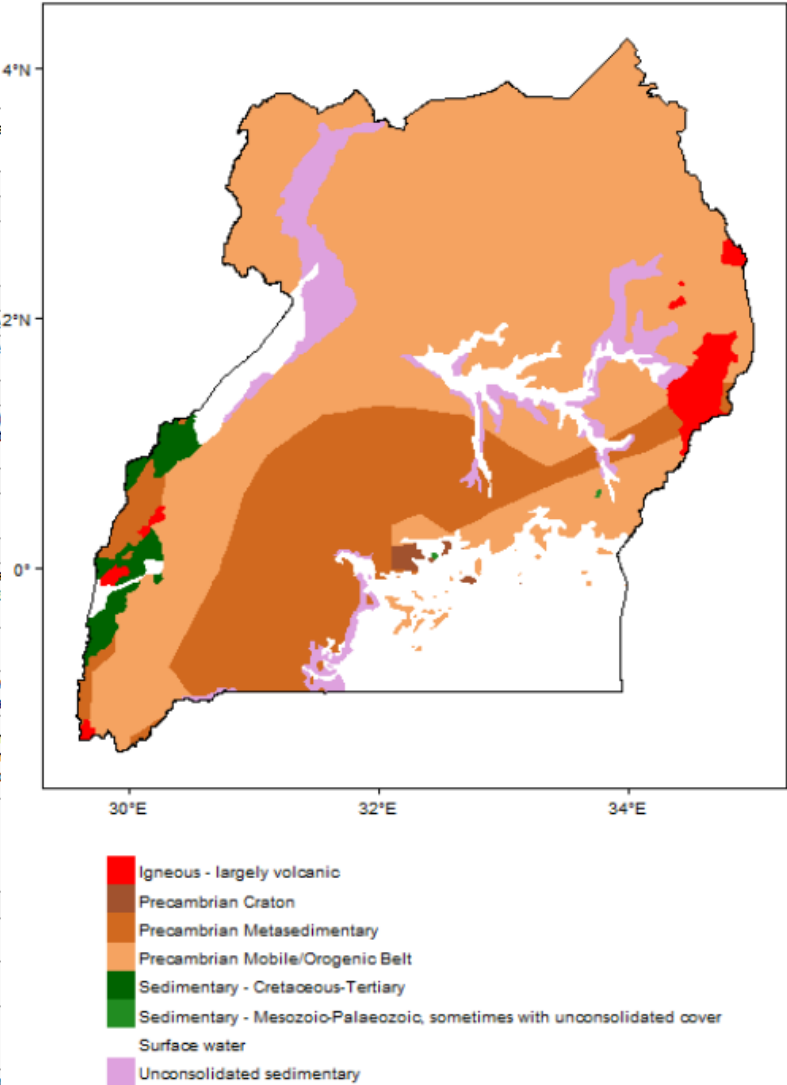 4°N
2°N
0°
30°E 32°E 34°E
Igneous - largely volcanic
Precambrian Craton
Precambrian Metasedimentary
Precambrian Mobile/Orogenic Belt
Sedimentary - Cretaceous-Tertiary
Sedimentary - Mesozoic-Palaeozoic, sometimes with unconsolidated cover
Surface water
Unconsolidated sedimentary